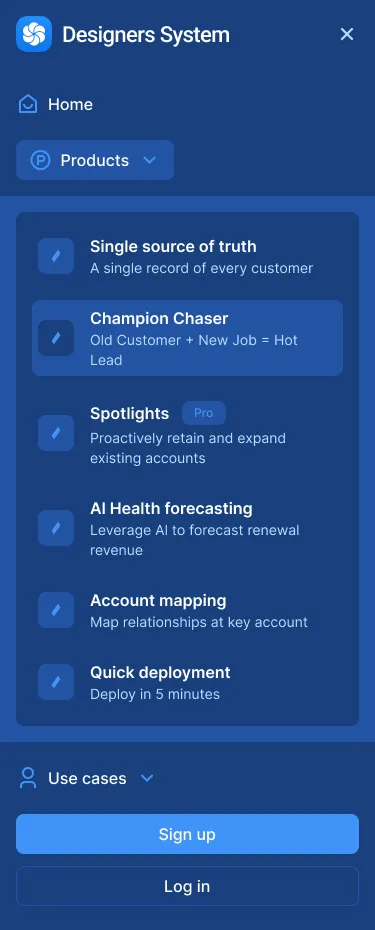 Designers System
Home
Products
Single source of truth
A single record of every customer
Champion Chaser
Old Customer + New Job = Hot
Lead
Spotlights Pro
Proactively retain and expand
existing accounts
AI Health forecasting
Leverage AI to forecast renewal
revenue
Account mapping
Map relationships at key account
Quick deployment
Deploy in 5 minutes
Use cases
Sign up
Log in